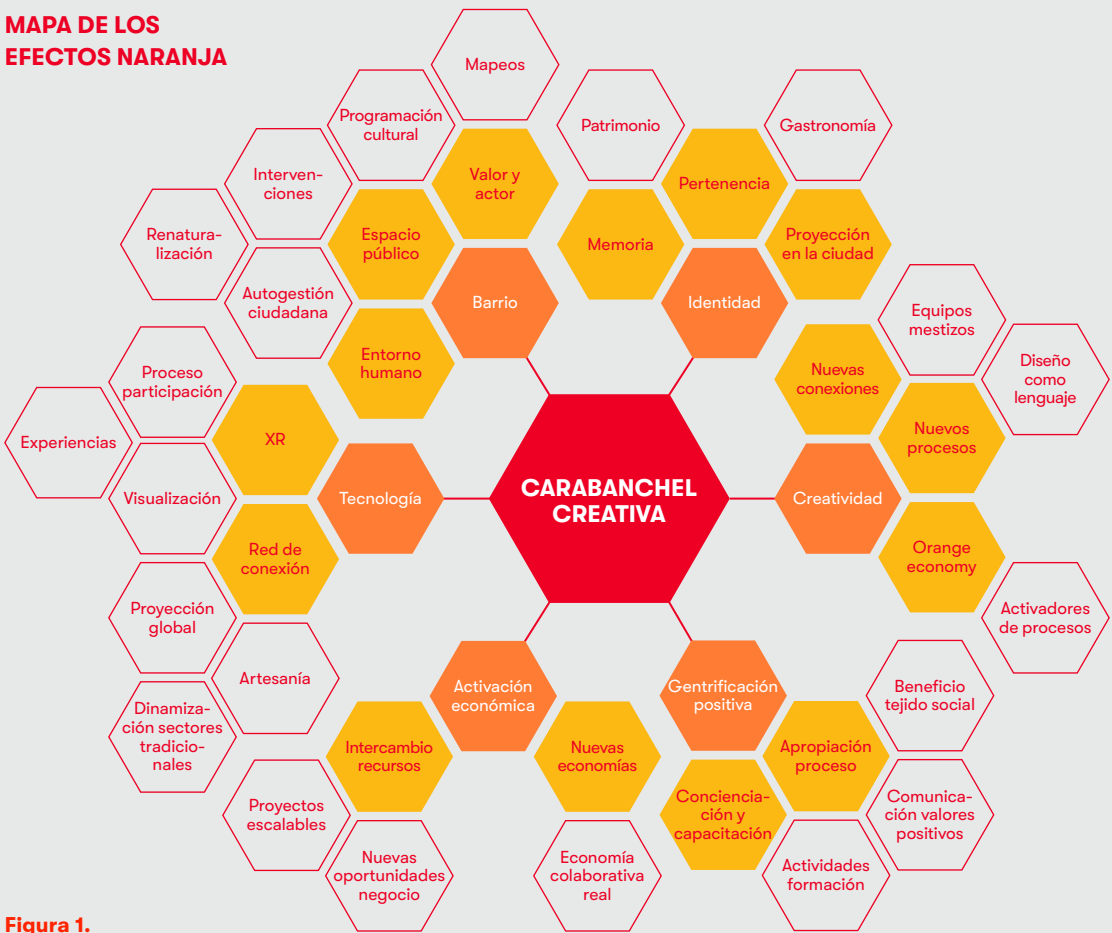 MAPA DE LOS
EFECTOS NARANJA
Mapeos
Programación
cultural
Patrimonio
Gastronomía
Interven-
ciones
Valor y
actor
Pertenencia
Renatura-
lización
Espacio
público
Memoria
Proyección
en la ciudad
Autogestión
ciudadana
Barrio
Identidad
Equipos
mestizos
Entorno
humano
Nuevas
conexiones
Diseño
como
lenguaje
Proceso
participación
Experiencias
XR
Nuevos
procesos
Visualización
Tecnología
CARABANCHEL
CREATIVA
Creatividad
Red de
conexión
Orange
economy
Proyección
global
Activadores
de procesos
Artesanía
Activación
económica
Gentrificación
positiva
Beneficio
tejido social
Dinamiza-
ción sectores
tradicio-
nales
Intercambio
recursos
Nuevas
economías
Apropiación
proceso
Proyectos
escalables
Conciencia-
ción y
capacitación
Comunica-
ción valores
positivos
Nuevas
oportunidades
negocio
Economía
colaborativa
real
Actividades
formación
Figura 1.